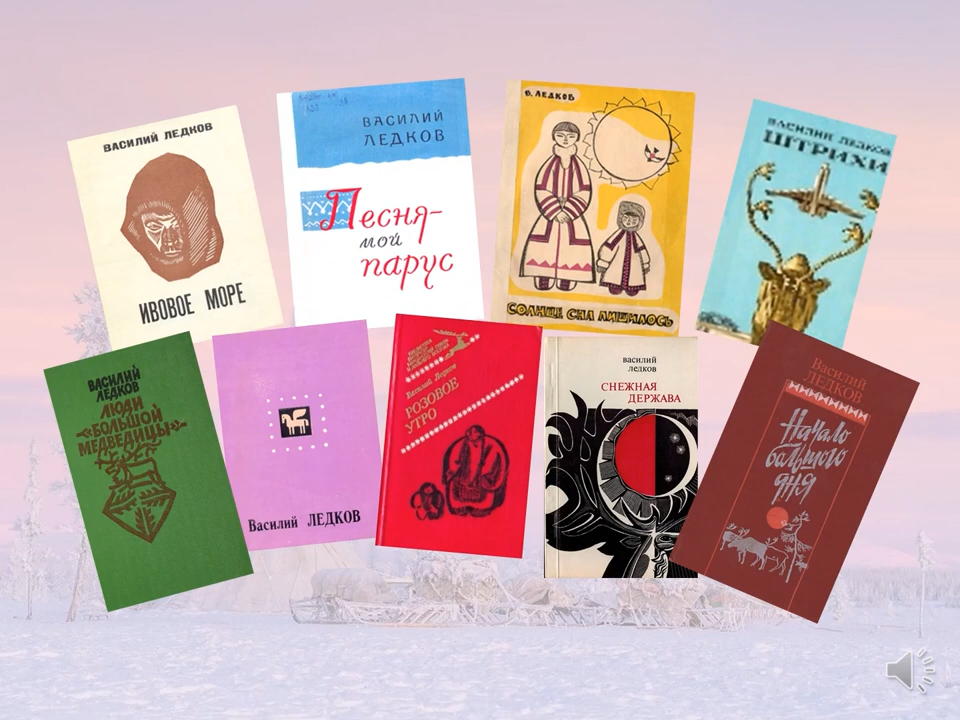 ВАСИЛИЙ ЛЕДКОВ
ИВОВОЕ МОРЕ
ВАСИЛИЙ
ЛЕДКОВ
Песня-
мой
парус
В. ЛЕДКОВ
СОЛНЦЕ СНА ЛИШИЛОСЬ
ВАСИЛИЙ ЛЕДКОВ
ШТРИХИ
ВАСИЛИЙ
ЛЕДКОВ
ЛЮДИ
«БОЛЬШОЙ
МЕДВЕДИЦЫ»
Василий ЛЕДКОВ
Василий Ледков
РОЗОВОЕ
УТРО
ВАСИЛИЙ
ЛЕДКОВ
СНЕЖНАЯ
ДЕРЖАВА
Василий
ЛЕДКОВ
Начало
большого
дня